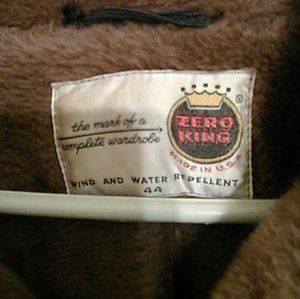 the mark of a
complete wardrobe
ZERO
KING
®
MADE IN U.S.A.
WIND AND WATER REPELLENT
44